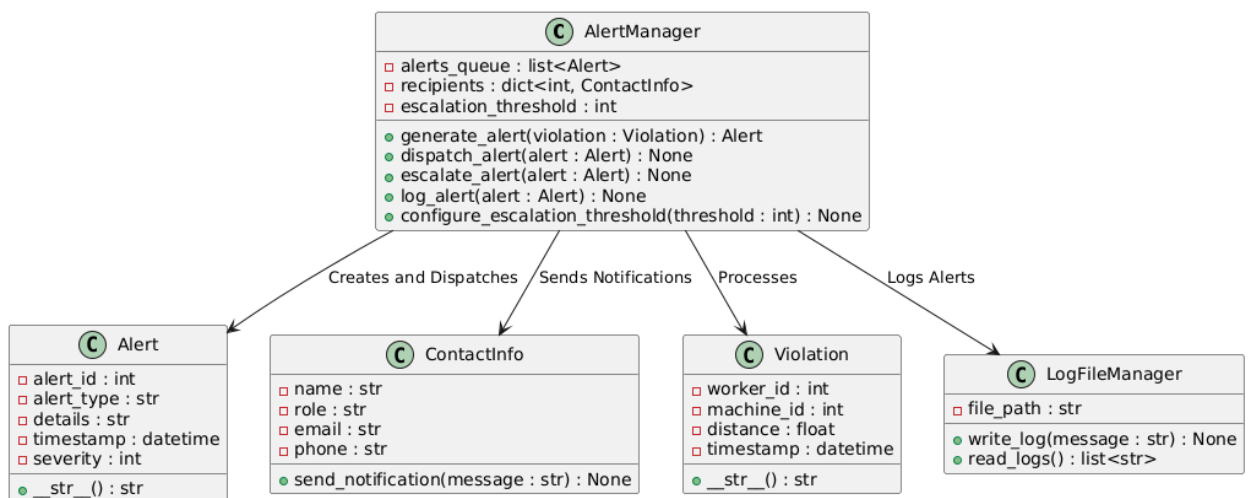 C AlertManager
alerts_queue : list<Alert>
recipients : dict<int, ContactInfo>
escalation_threshold : int
generate_alert(violation : Violation) : Alert
dispatch_alert(alert : Alert) : None
escalate_alert(alert : Alert) : None
log_alert(alert : Alert) : None
configure_escalation_threshold(threshold : int) : None
Creates and Dispatches
Sends Notifications
Processes
Logs Alerts
C Alert
alert_id : int
alert_type : str
details : str
timestamp : datetime
severity : int
__str__() : str
C ContactInfo
name : str
role : str
email : str
phone : str
send_notification(message : str) : None
C Violation
worker_id : int
machine_id : int
distance : float
timestamp : datetime
__str__() : str
C LogFileManager
file_path : str
write_log(message : str) : None
read_logs() : list<str>